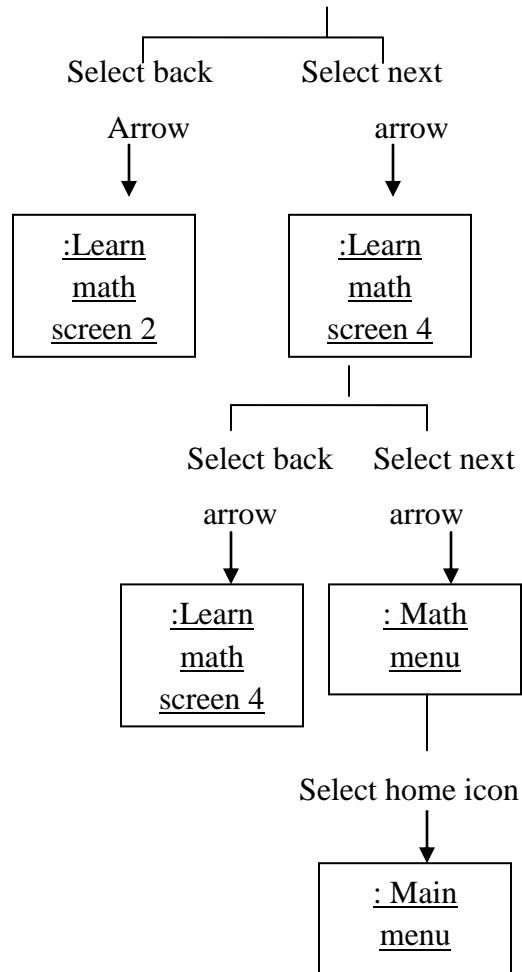 Select back
Select next
Arrow
arrow
:Learn
math
screen 2
:Learn
math
screen 4
Select back
Select next
arrow
arrow
:Learn
math
screen 4
: Math
menu
Select home icon
: Main
menu